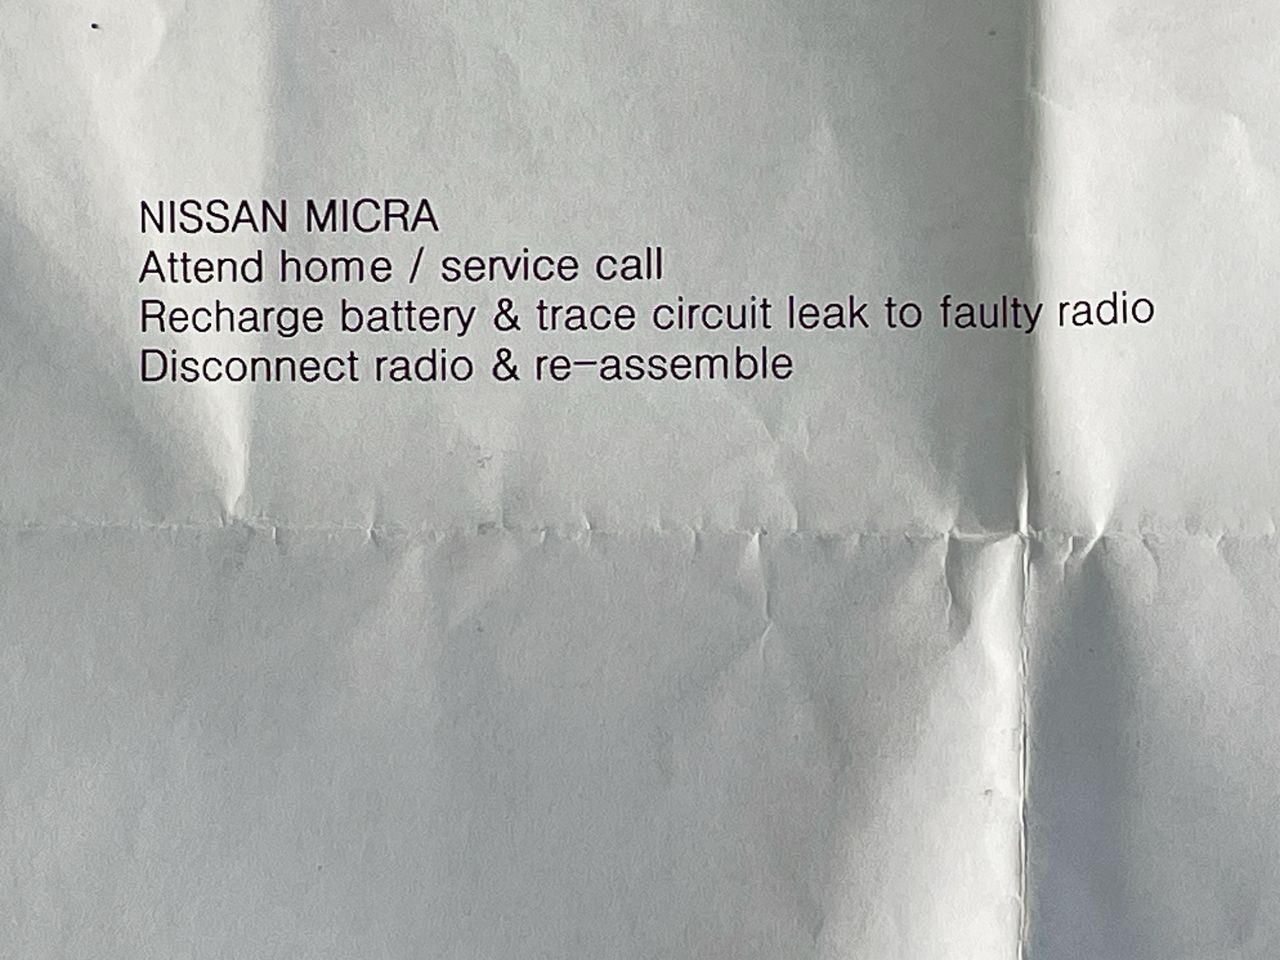 NISSAN MICRA
Attend home / service call
Recharge battery & trace circuit leak to faulty radio
Disconnect radio & re-assemble